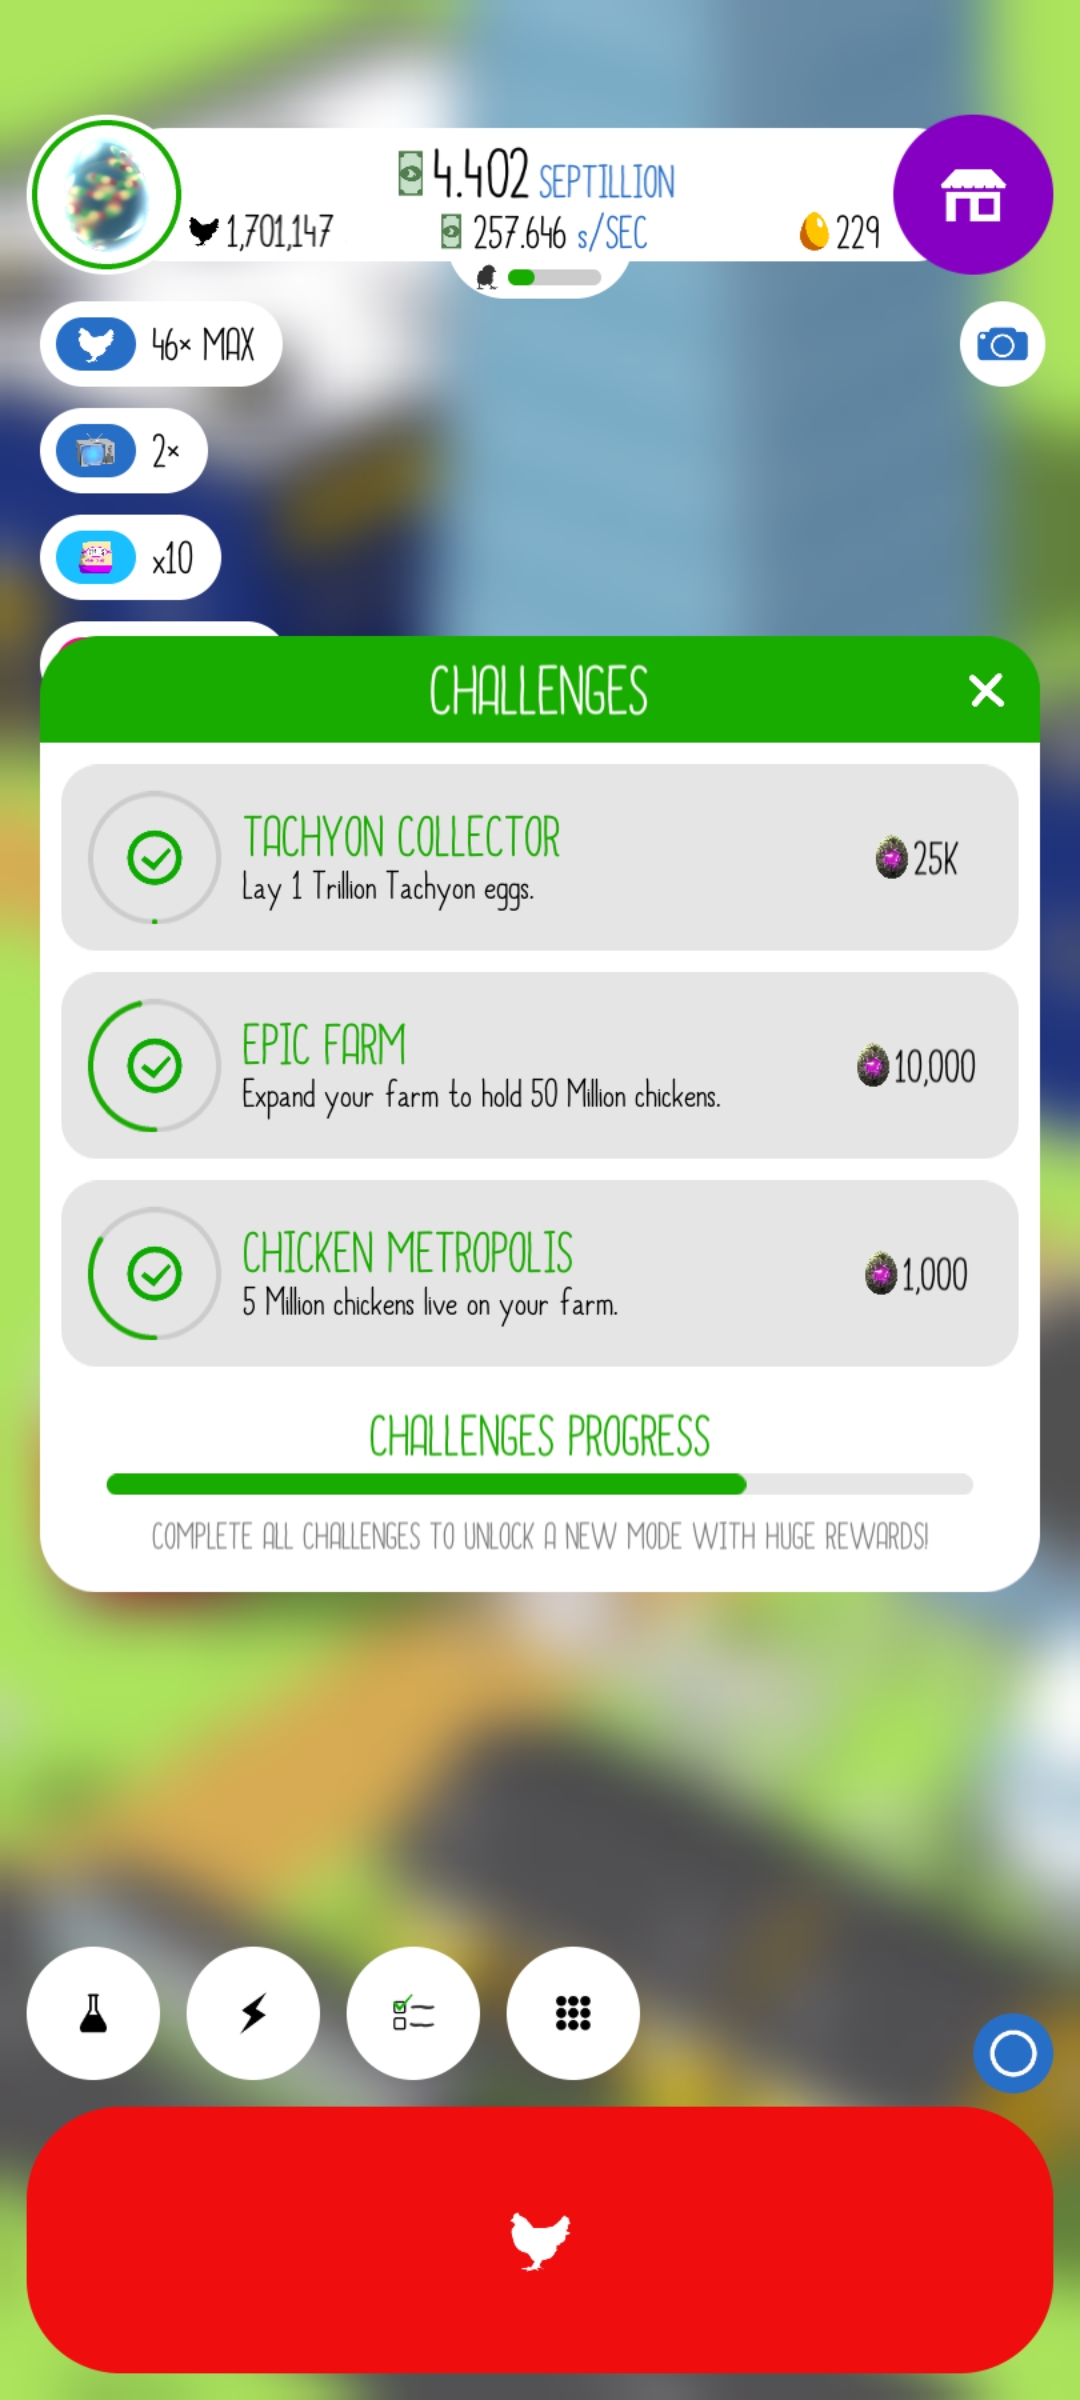 4.402 SEPTILLION
1,701,147 257.646 s/SEC 229
46× MAX
2×
x10
CHALLENGES
TACHYON COLLECTOR
Lay 1 Trillion Tachyon eggs.
25K
EPIC FARM
Expand your farm to hold 50 Million chickens.
10,000
CHICKEN METROPOLIS
5 Million chickens live on your farm.
1,000
CHALLENGES PROGRESS
COMPLETE ALL CHALLENGES TO UNLOCK A NEW MODE WITH HUGE REWARDS!